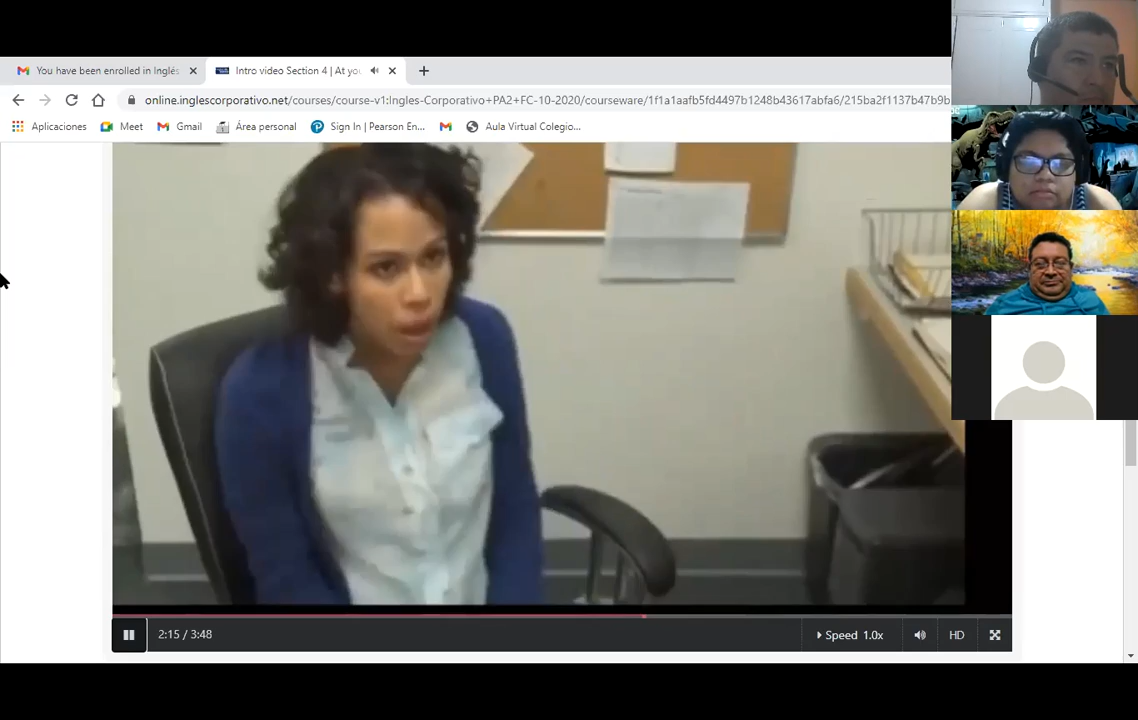 You have been enrolled in Inglés
Intro video Section 4 | At you
online.inglescorporativo.net/courses/course-v1:Ingles-Corporativo+PA2+FC-10-2020/courseware/1f1a1aafb5fd4497b1248b43617abfa6/215ba2f1137b47b9b
Aplicaciones Meet Gmail Área personal Sign In | Pearson En... Aula Virtual Colegio...
2:15 / 3:48 Speed 1.0x HD